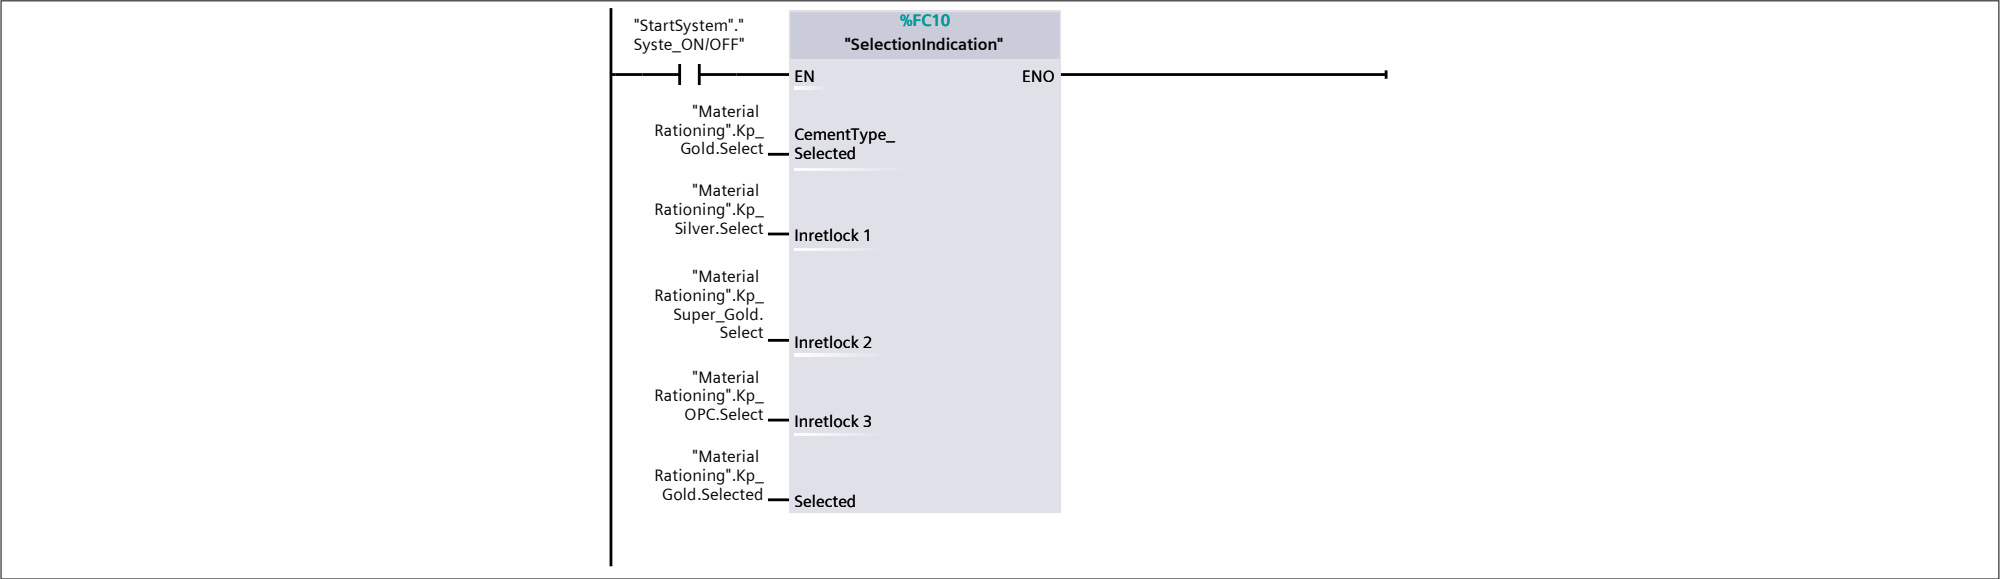 "StartSystem"."
Syste_ON/OFF"
%FC10
"SelectionIndication"
EN
ENO
"Material
Rationing".Kp_
Gold.Select
CementType_
Selected
"Material
Rationing".Kp_
Silver.Select
Inretlock 1
"Material
Rationing".Kp_
Super_Gold.
Select
Inretlock 2
"Material
Rationing".Kp_
OPC.Select
Inretlock 3
"Material
Rationing".Kp_
Gold.Selected
Selected